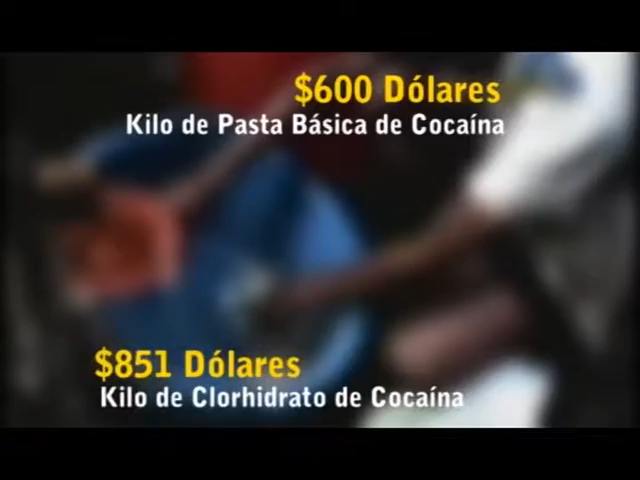 $600 Dólares
Kilo de Pasta Básica de Cocaína
$851 Dólares
Kilo de Clorhidrato de Cocaína